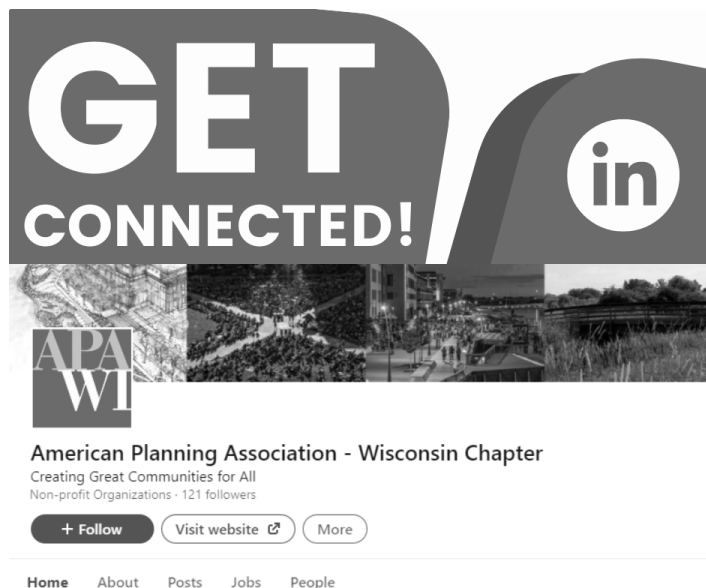 GET
CONNECTED!
in
APA
WI
American Planning Association - Wisconsin Chapter
Creating Great Communities for All
Non-profit Organizations · 121 followers
+ Follow Visit website More
Home About Posts Jobs People